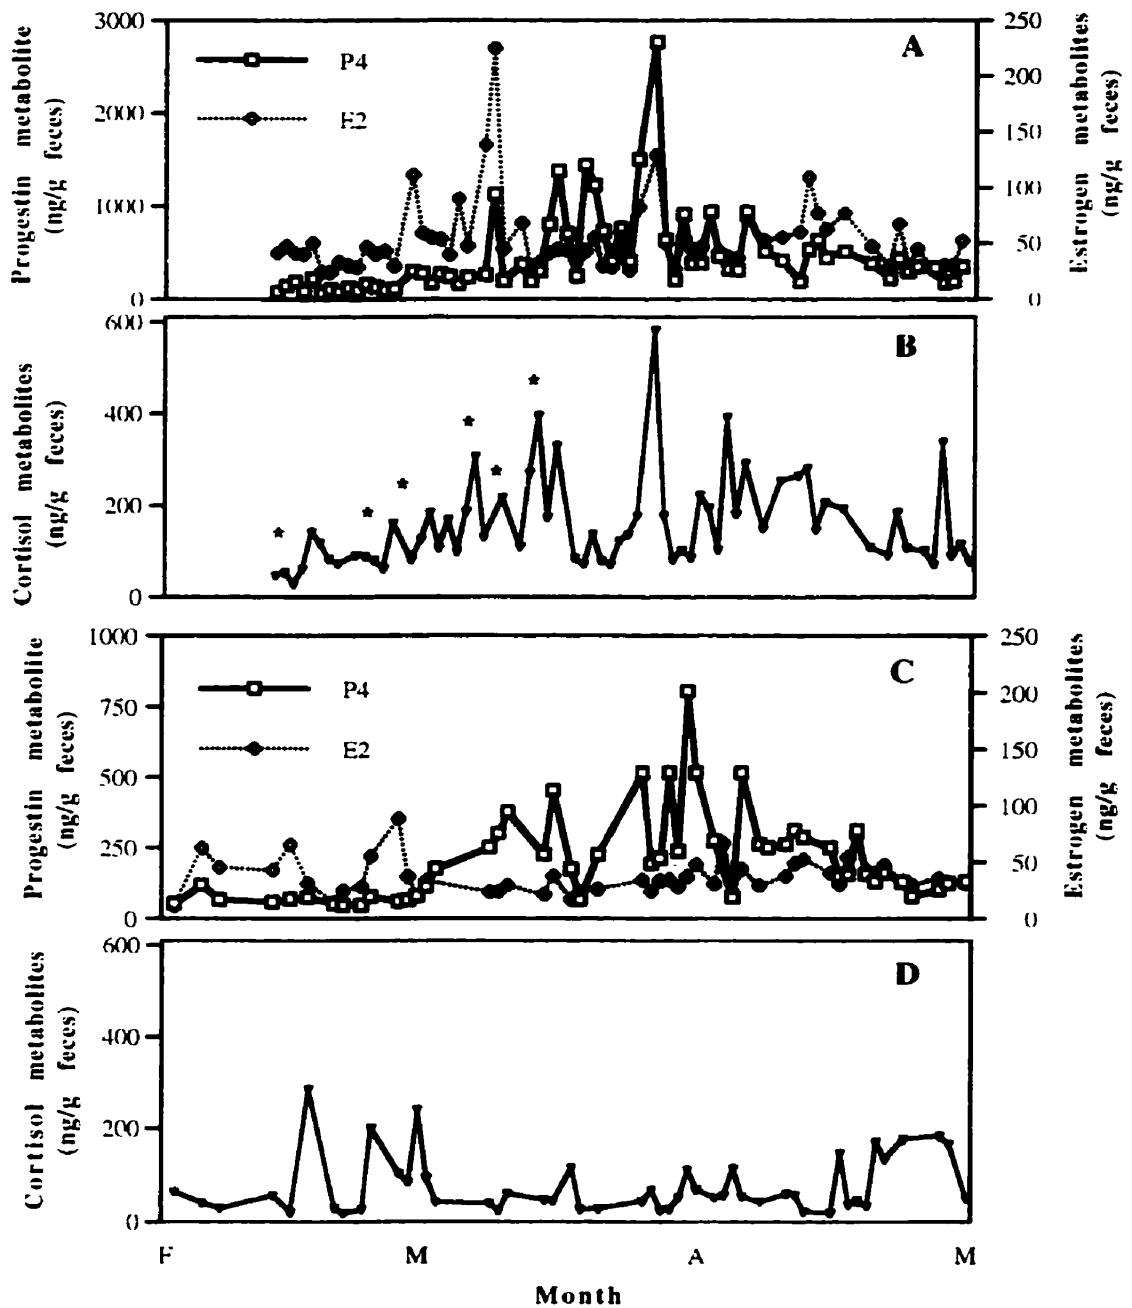 3000
2000
1000
0
Progestin metabolite
(ng/g feces)
P4
E2
A
250
200
150
100
50
0
Estrogen metabolites
(ng/g feces)
600
400
200
0
Cortisol metabolites
(ng/g feces)
B
*
*
*
*
*
*
1000
750
500
250
0
Progestin metabolite
(ng/g feces)
P4
E2
C
250
200
150
100
50
0
Estrogen metabolites
(ng/g feces)
600
400
200
0
Cortisol metabolites
(ng/g feces)
D
F M A M
Month